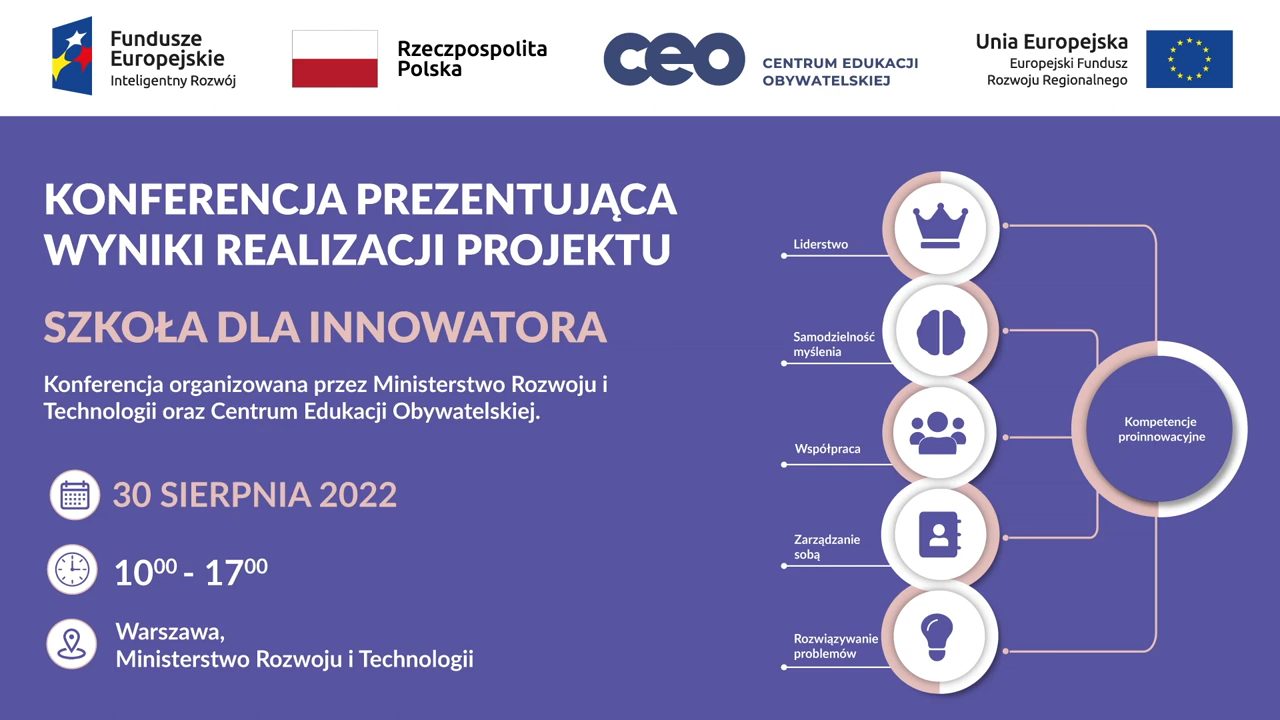 Fundusze
Europejskie
Inteligentny Rozwój
Rzeczpospolita
Polska
ceo
CENTRUM EDUKACJI
OBYWATELSKIEJ
Unia Europejska
Europejski Fundusz
Rozwoju Regionalnego
KONFERENCJA PREZENTUJĄCA
WYNIKI REALIZACJI PROJEKTU
SZKOŁA DLA INNOWATORA
Konferencja organizowana przez Ministerstwo Rozwoju i
Technologii oraz Centrum Edukacji Obywatelskiej.
30 SIERPNIA 2022
10⁰⁰ - 17⁰⁰
Warszawa,
Ministerstwo Rozwoju i Technologii
Liderstwo
Samodzielność
myślenia
Współpraca
Zarządzanie
sobą
Rozwiązywanie
problemów
Kompetencje
proinnowacyjne